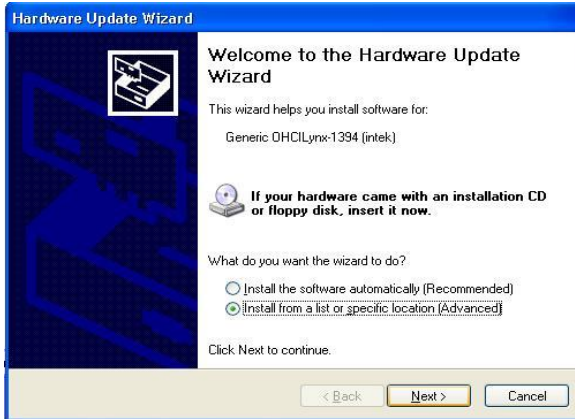 Hardware Update Wizard
Welcome to the Hardware Update
Wizard
This wizard helps you install software for:
Generic OHCILynx-1394 (intek)
If your hardware came with an installation CD
or floppy disk, insert it now.
What do you want the wizard to do?
Install the software automatically (Recommended)
Install from a list or specific location (Advanced)
Click Next to continue.
< Back Next > Cancel